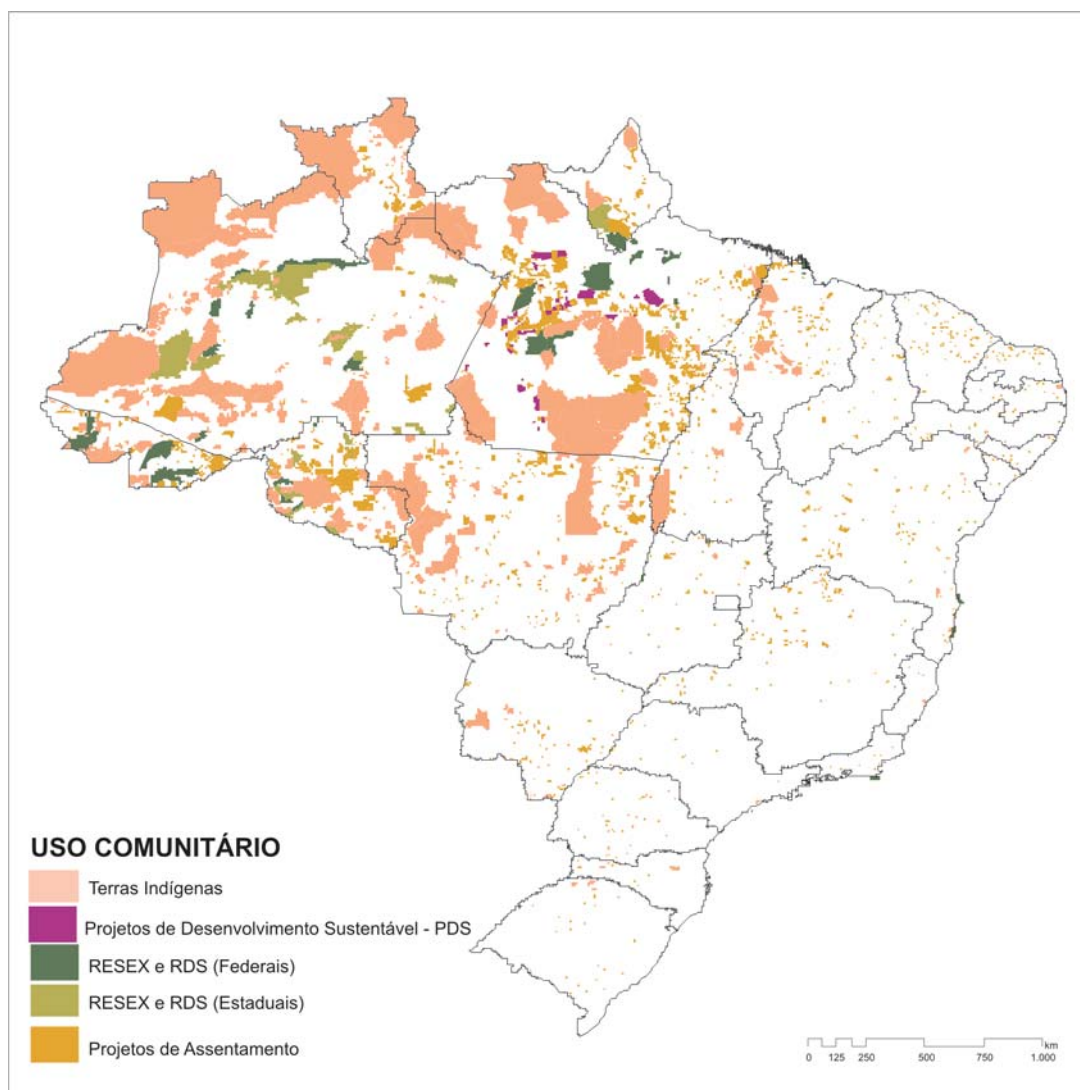 USO COMUNITÁRIO
Terras Indígenas
Projetos de Desenvolvimento Sustentável - PDS
RESEX e RDS (Federais)
RESEX e RDS (Estaduais)
Projetos de Assentamento
km
0 125 250 500 750 1.000